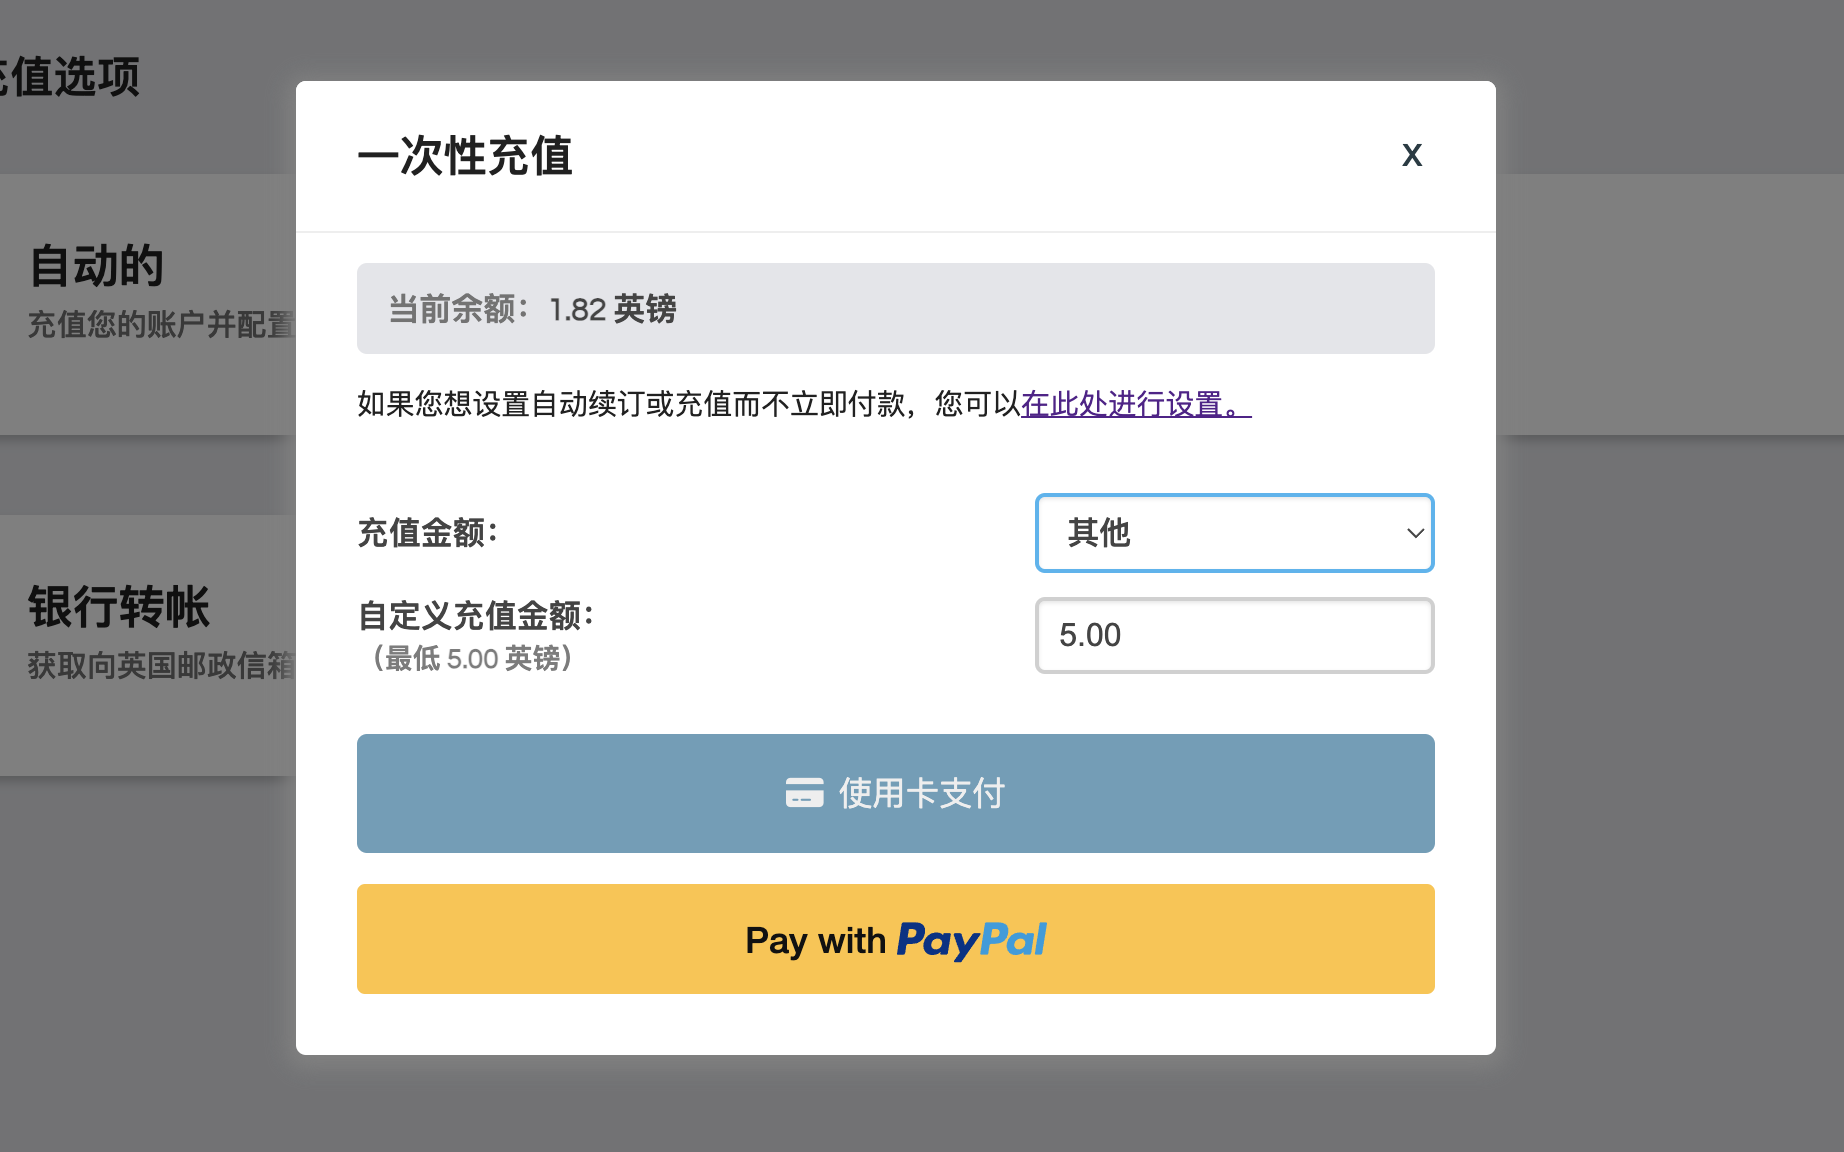 充值选项
一次性充值
X
自动的
充值您的账户并配置
当前余额：1.82 英镑
如果您想设置自动续订或充值而不立即付款，您可以在此处进行设置。
充值金额：
其他
自定义充值金额：
（最低 5.00 英镑）
5.00
银行转帐
获取向英国邮政信箱
使用卡支付
Pay with PayPal